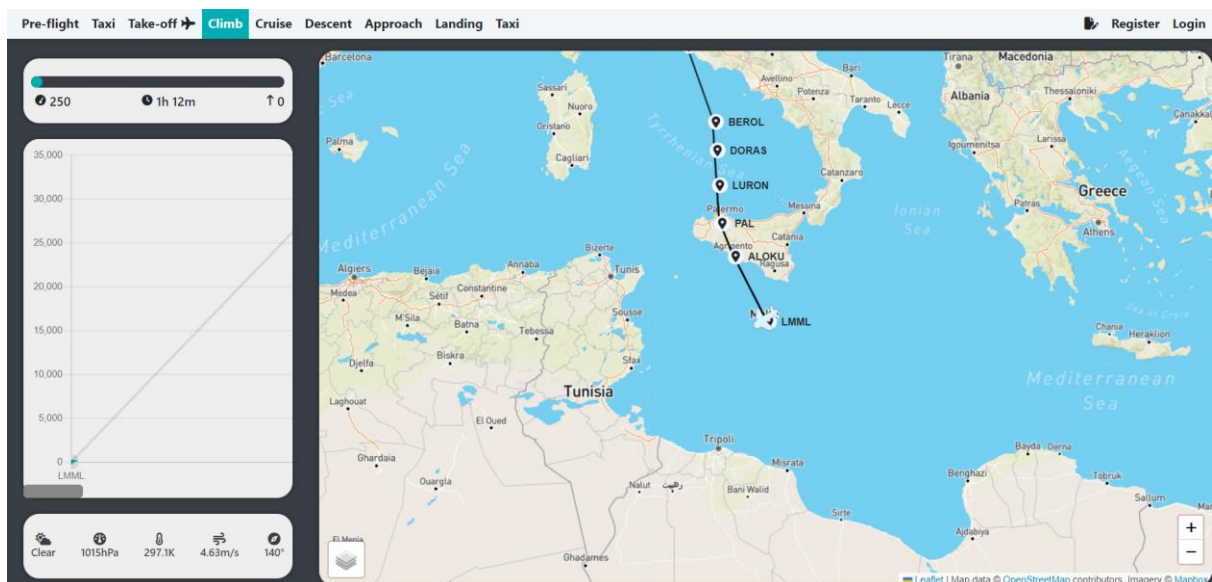 Pre-flight Taxi Take-off Climb Cruise Descent Approach Landing Taxi Register Login
250 1h 12m 0
35,000
30,000
25,000
20,000
15,000
10,000
5,000
0
LMML
Clear 1015hPa 297.1K 4.63m/s 140°
Barcelona
Palma
Sassari
Nuoro
Oristano
Cagliari
Tyrrhenian Sea
Avellino
Potenza
Bari
Taranto
Lecce
Tirana
Macedonia
Albania
Thessaloniki
Igoumenitsa
Larissa
Aegean Sea
Greece
Patras
Athens
BEROL
DORAS
LURON
Palermo
PAL
Messina
Catanzaro
Catania
ALOKU
Ragusa
LMML
Ionian Sea
Mediterranean Sea
Algiers
Medea
Bejaia
Sétif
Constantine
Annaba
Bizerte
Tunis
M'Sila
Batna
Tebessa
Sousse
Djelfa
Biskra
Sfax
Laghouat
Tunisia
El Oued
Ghardaia
Ouargla
Tripoli
Nalut
Bani Walid
Misrata
Sirte
Ghadames
El Menia
Chania
Heraklion
Sea of Crete
Mediterranean Sea
Benghazi
Bayda
Derna
Tobruk
Sallum
Ajdabiya
+
−
Leaflet | Map data © OpenStreetMap contributors, Imagery © Mapbox